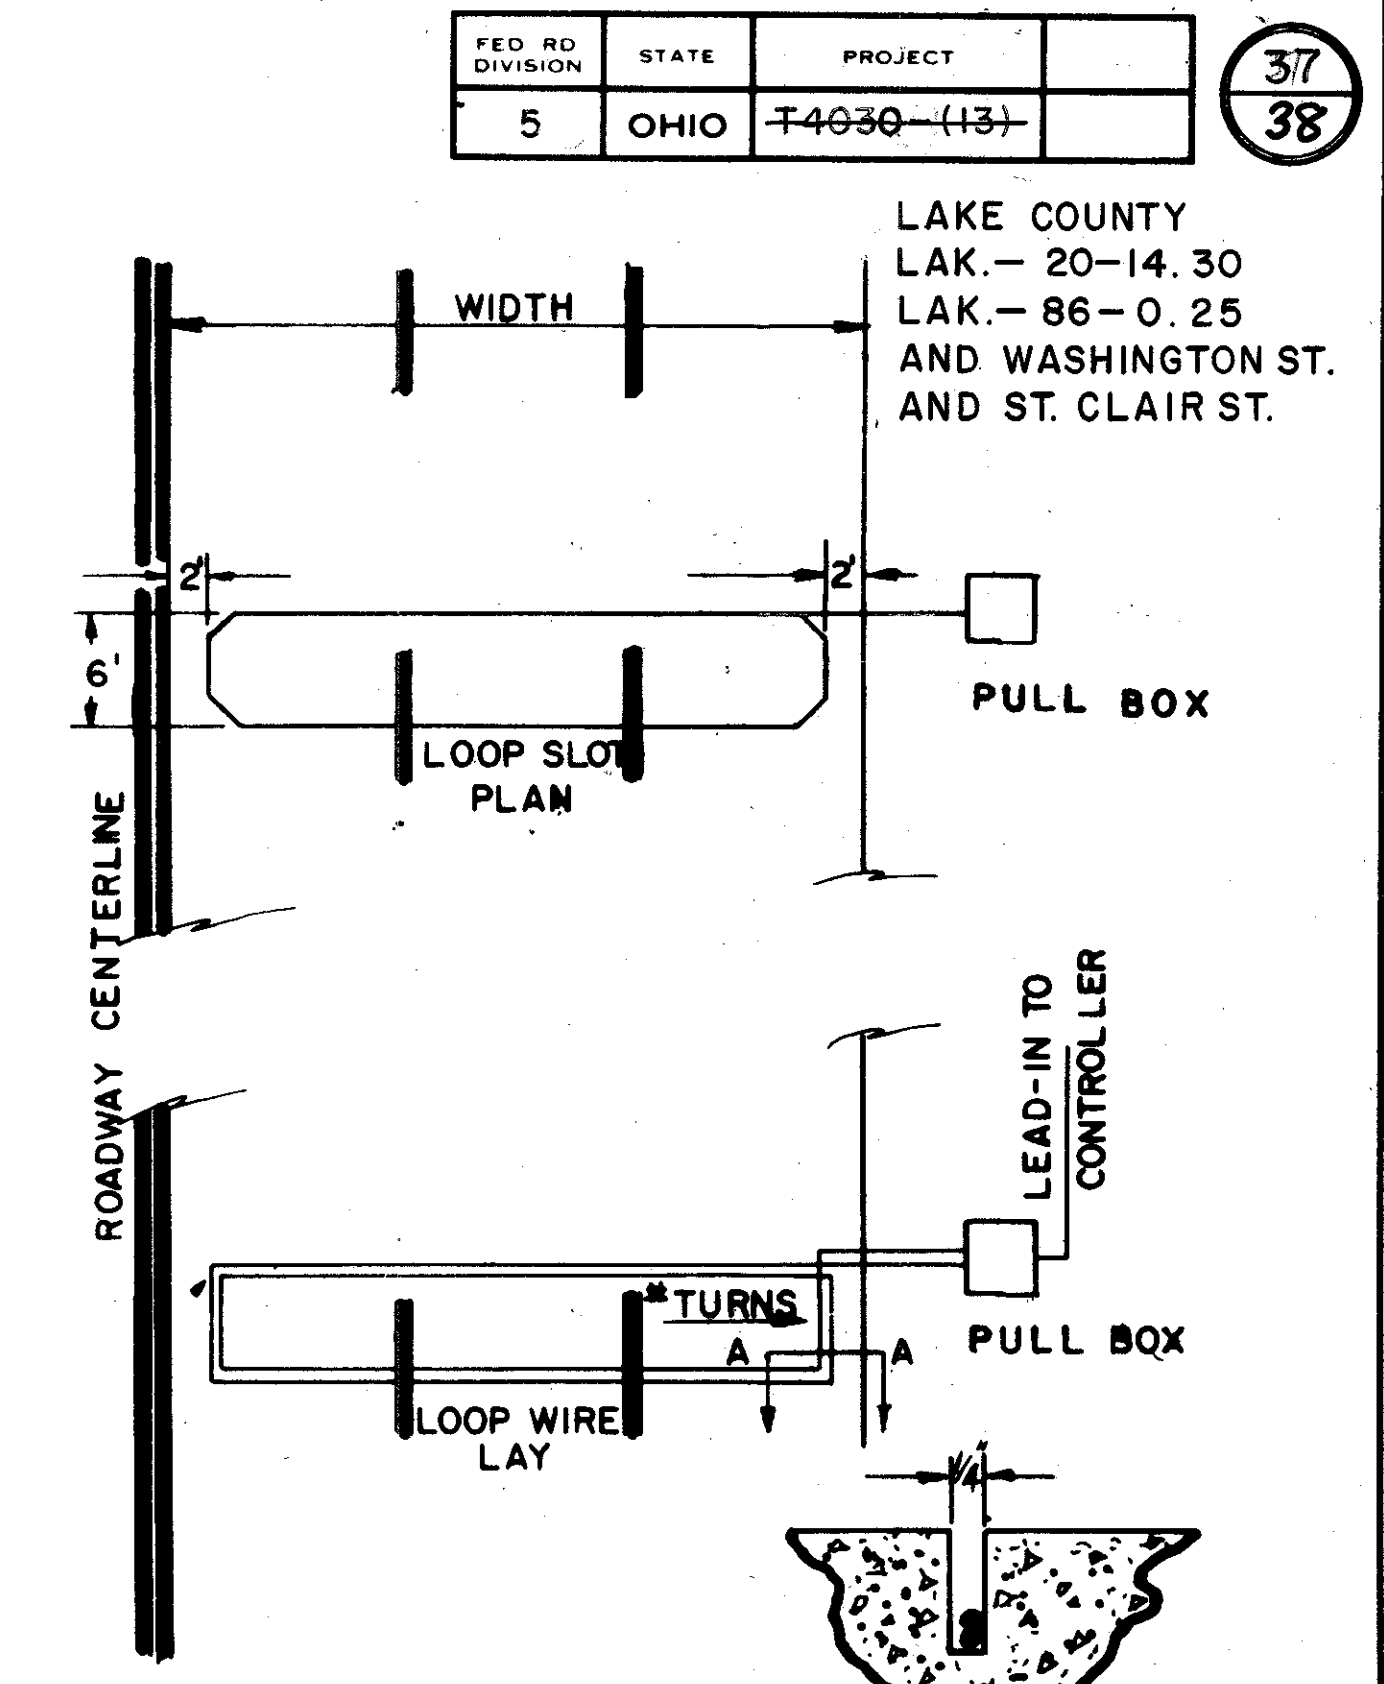 FED RD
DIVISION
STATE
PROJECT
5
OHIO
T4030-(13)
37
38
LAKE COUNTY
LAK.- 20-14.30
LAK.- 86-0.25
AND WASHINGTON ST.
AND ST. CLAIR ST.
WIDTH
2'
2'
6'
PULL BOX
LOOP SLOT
PLAN
ROADWAY CENTERLINE
LEAD-IN TO
CONTROLLER
* TURNS
A
A
PULL BOX
LOOP WIRE
LAY
1/4"